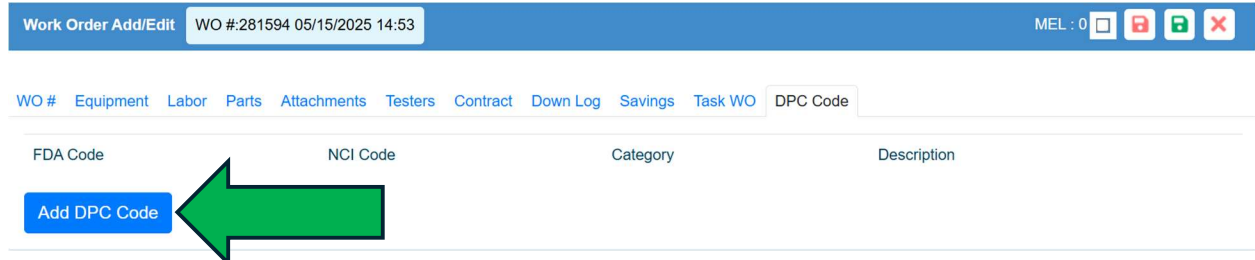 Work Order Add/Edit WO #:281594 05/15/2025 14:53 MEL : 0
WO # Equipment Labor Parts Attachments Testers Contract Down Log Savings Task WO DPC Code
FDA Code NCI Code Category Description
Add DPC Code